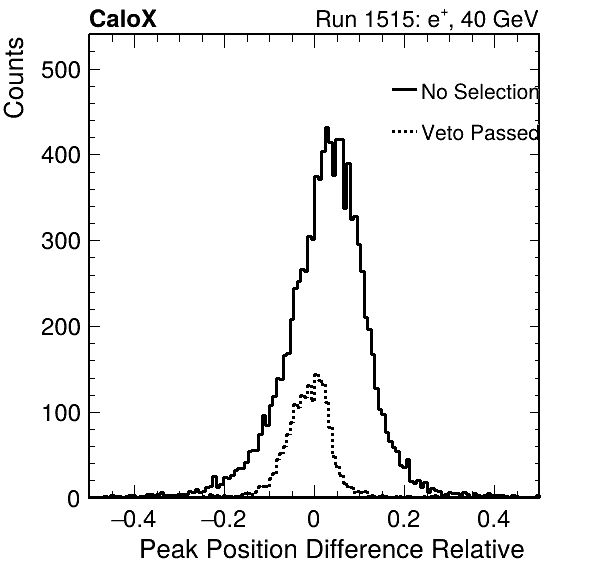 CaloX Run 1515: e⁺, 40 GeV
Counts
500
400
300
200
100
0
No Selection
Veto Passed
−0.4 −0.2 0 0.2 0.4
Peak Position Difference Relative